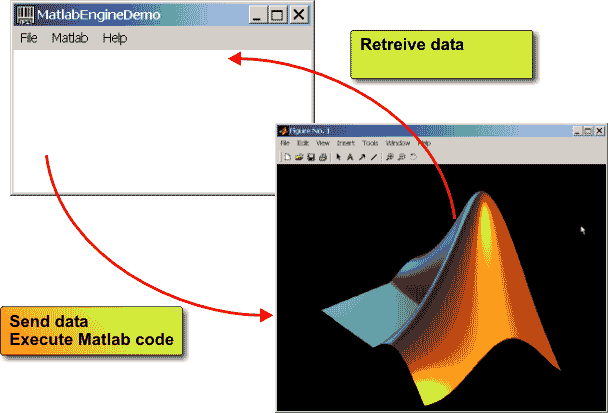 MatlabEngineDemo
File Matlab Help
Retreive data
Figure No. 1
File Edit View Insert Tools Window Help
Send data
Execute Matlab code